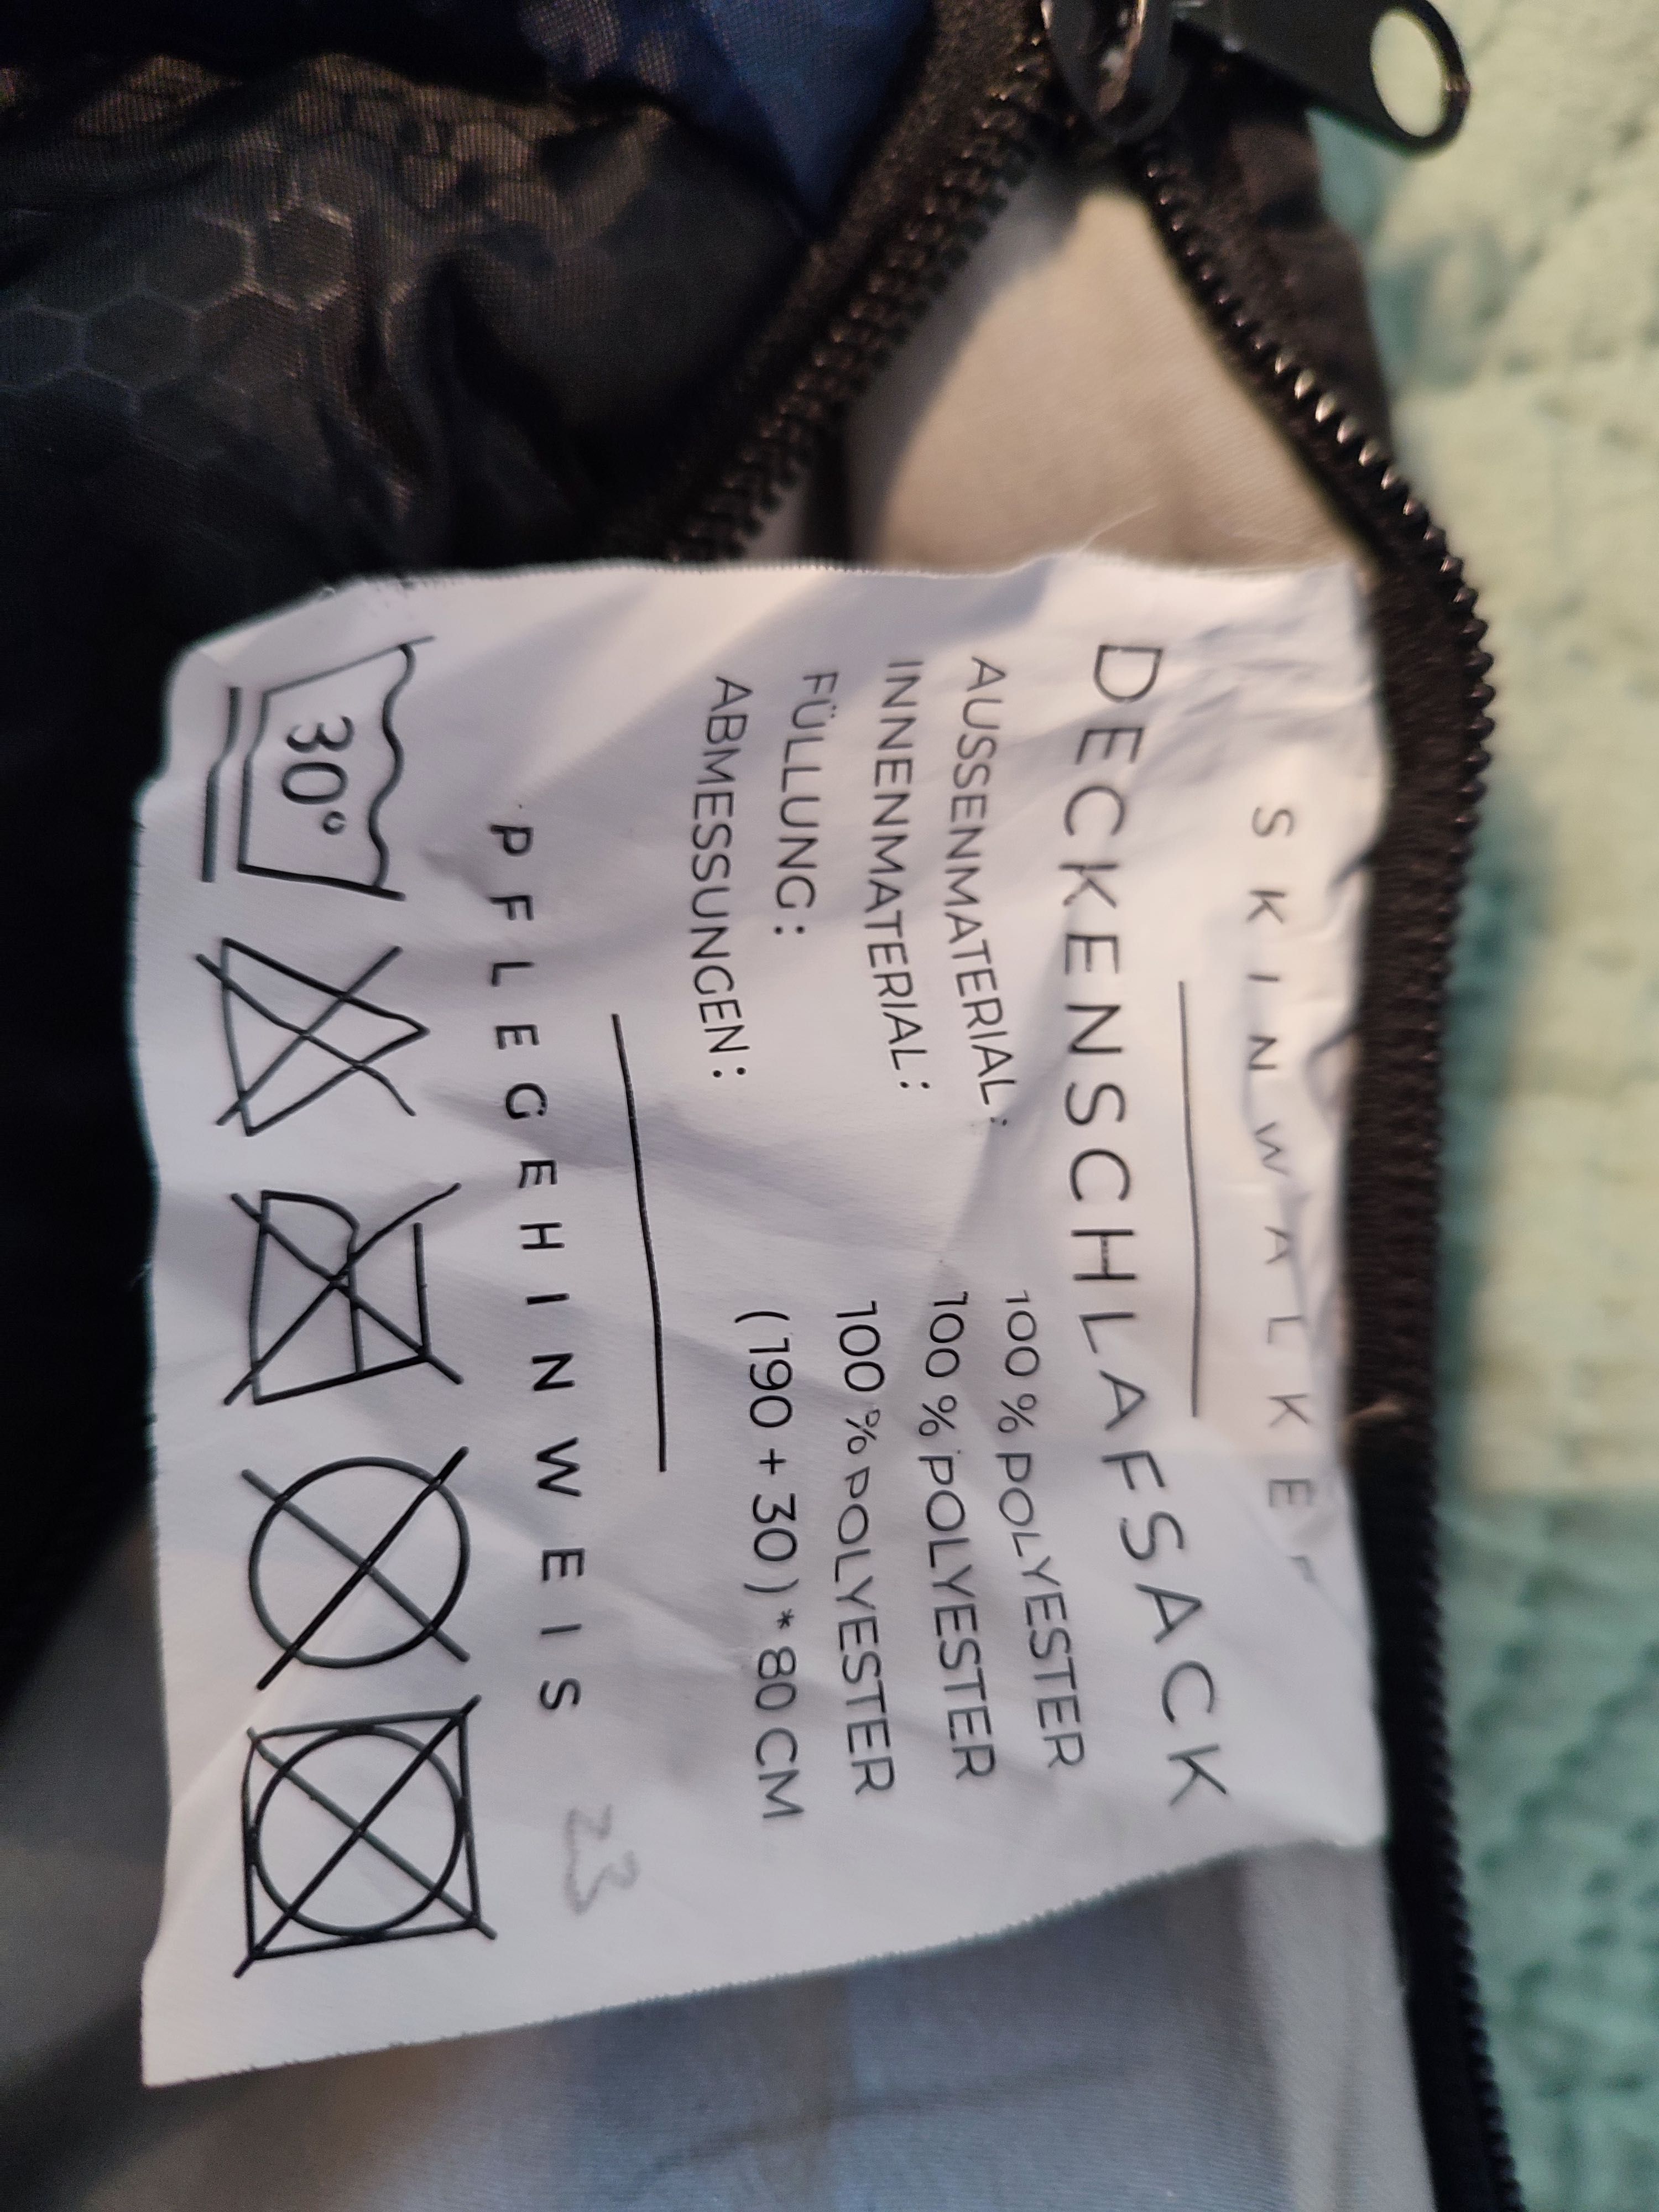 SKINWALKER
DECKENSCHLAFSACK
AUSSENMATERIAL: 100 % POLYESTER
INNENMATERIAL: 100 % POLYESTER
FÜLLUNG: 100 % POLYESTER
ABMESSUNGEN: (190 + 30) * 80 CM
PFLEGEHINWEIS
23
30°